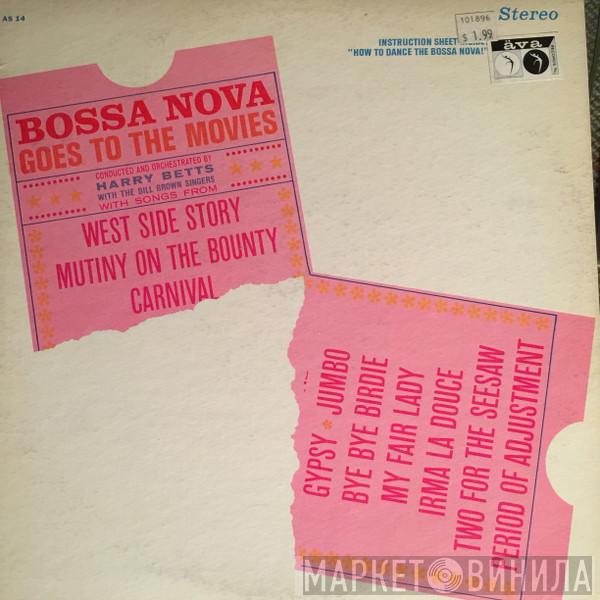 AS 14
101896
$ 1.99
Stereo
INSTRUCTION SHEET
"HOW TO DANCE THE BOSSA NOVA!"
äva
BOSSA NOVA
GOES TO THE MOVIES
CONDUCTED AND ORCHESTRATED BY
HARRY BETTS
WITH THE BILL BROWN SINGERS
WITH SONGS FROM
WEST SIDE STORY
MUTINY ON THE BOUNTY
CARNIVAL
GYPSY * JUMBO
BYE BYE BIRDIE
MY FAIR LADY
IRMA LA DOUCE
TWO FOR THE SEESAW
PERIOD OF ADJUSTMENT
МАРКЕТ ВИНИЛА